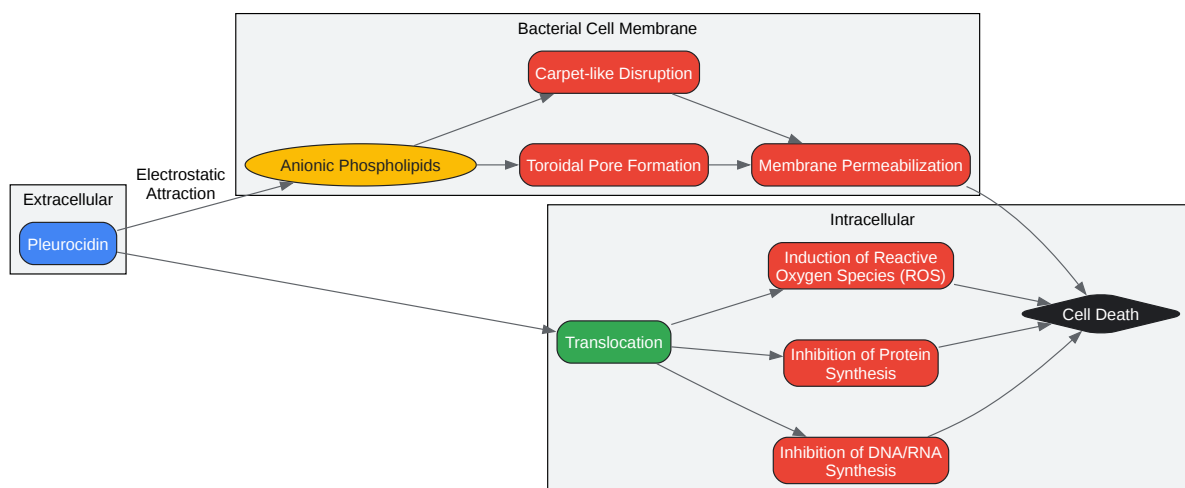 Bacterial Cell Membrane
Carpet-like Disruption
Anionic Phospholipids
Toroidal Pore Formation
Membrane Permeabilization
Electrostatic
Attraction
Extracellular
Pleurocidin
Intracellular
Induction of Reactive
Oxygen Species (ROS)
Cell Death
Translocation
Inhibition of Protein
Synthesis
Inhibition of DNA/RNA
Synthesis